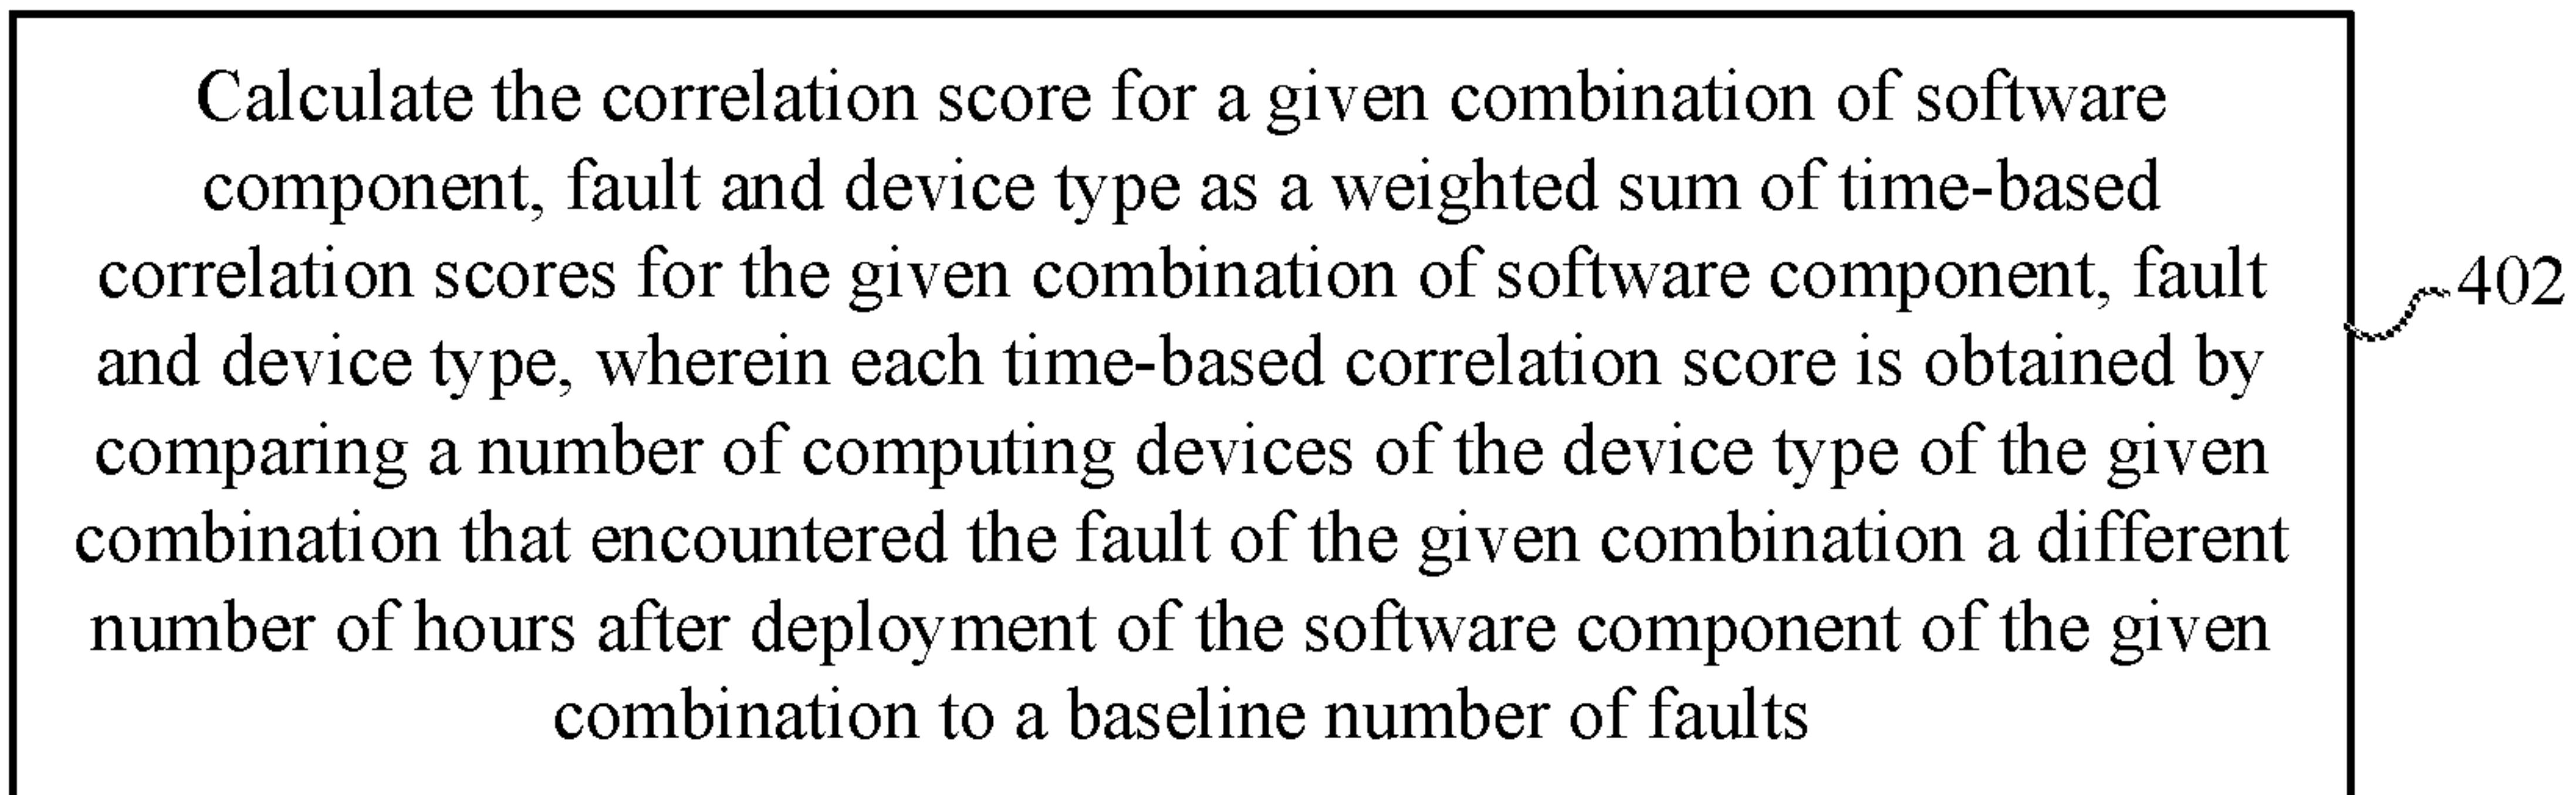 Calculate the correlation score for a given combination of software
component, fault and device type as a weighted sum of time-based
correlation scores for the given combination of software component, fault
and device type, wherein each time-based correlation score is obtained by
comparing a number of computing devices of the device type of the given
combination that encountered the fault of the given combination a different
number of hours after deployment of the software component of the given
combination to a baseline number of faults
402